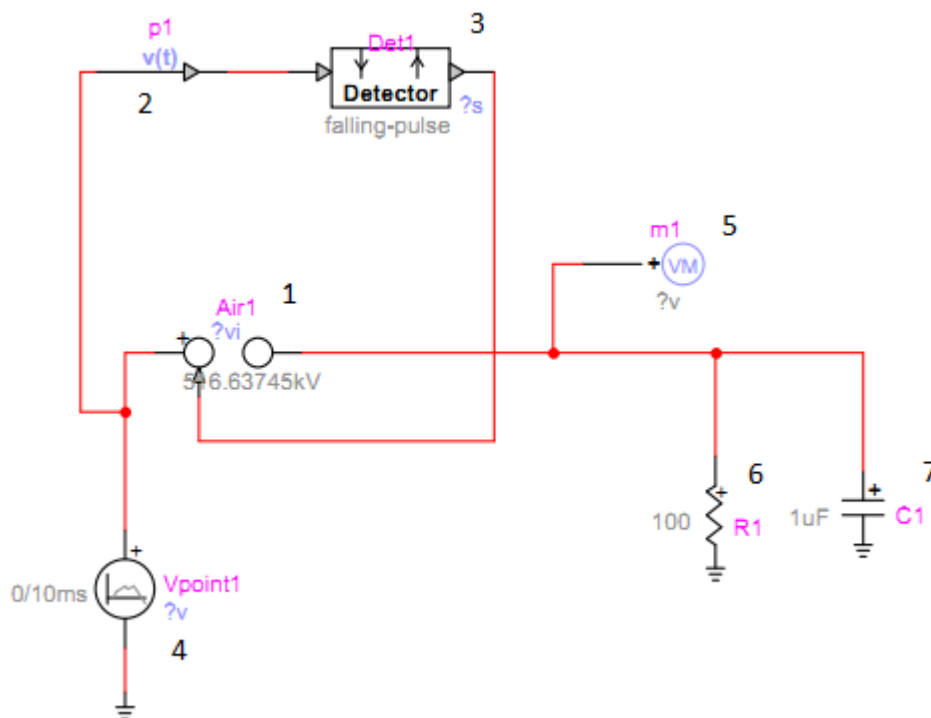 p1
v(t)
2
Det1
3
Detector
?s
falling-pulse
m1
5
+
VM
?v
Air1
1
?vi
+
516.63745kV
+
0/10ms
Vpoint1
?v
4
+
6
100
R1
+
7
1uF
C1